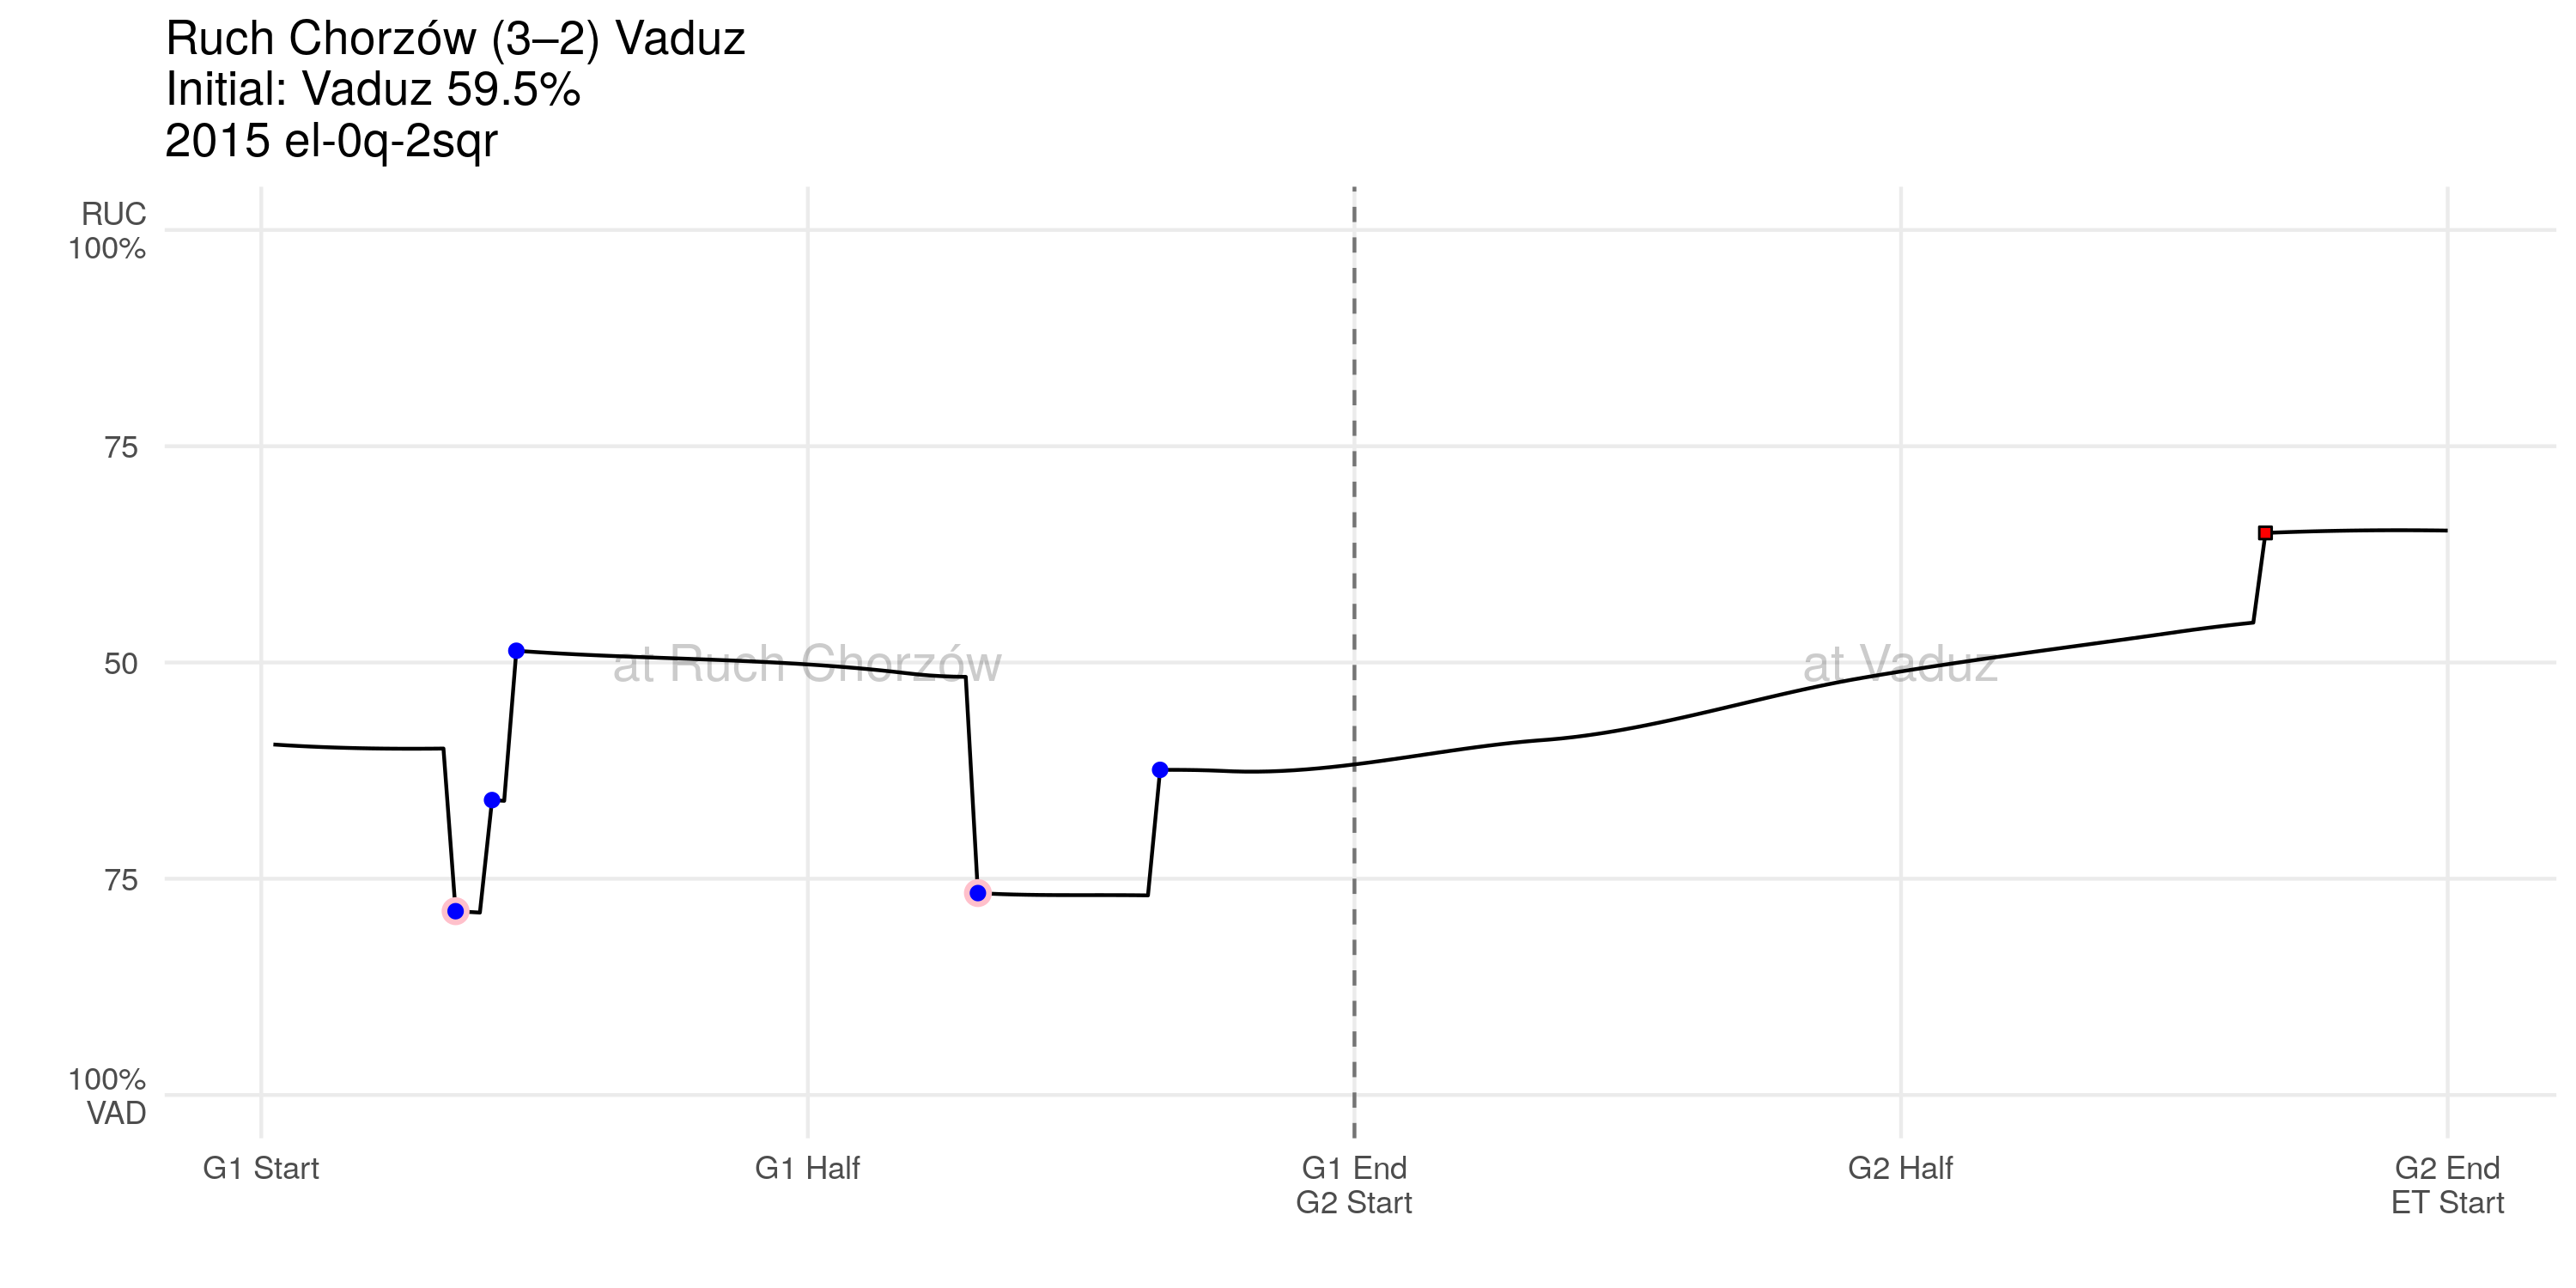 Ruch Chorzów (3–2) Vaduz
Initial: Vaduz 59.5%
2015 el-0q-2sqr
RUC
100%
75
50
75
100%
VAD
at Ruch Chorzów
at Vaduz
G1 Start
G1 Half
G1 End
G2 Start
G2 Half
G2 End
ET Start